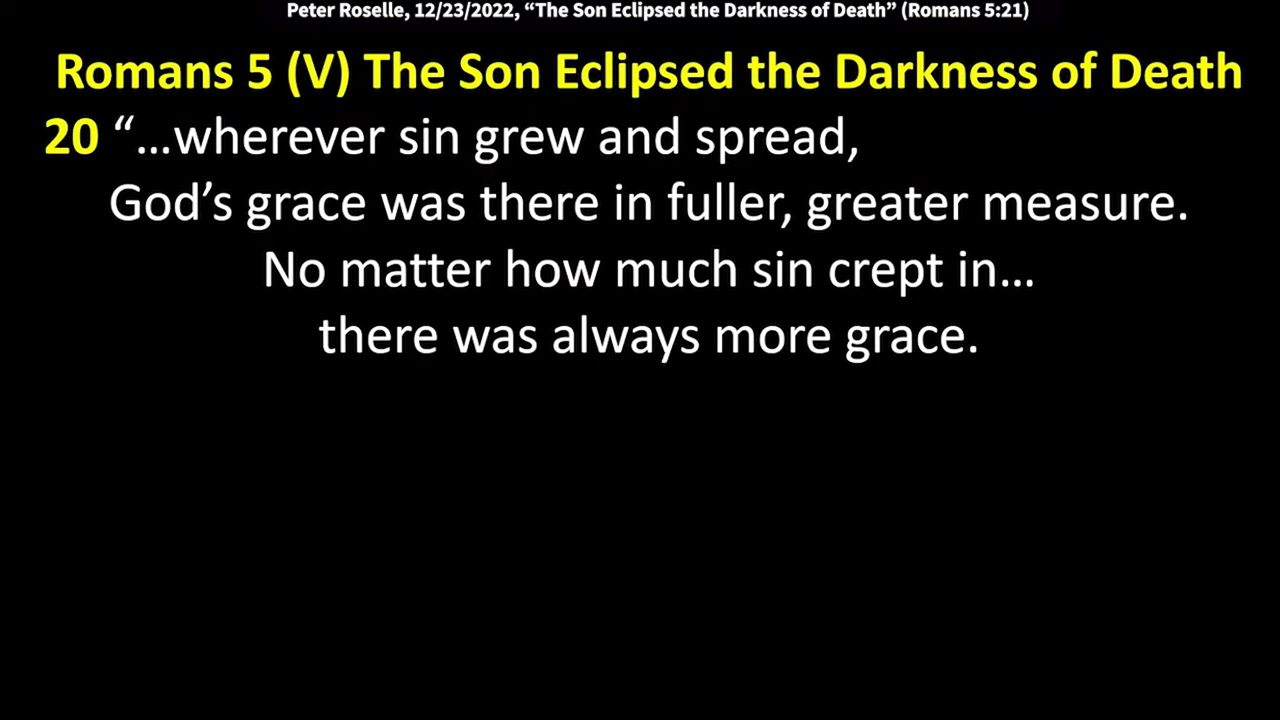 Peter Roselle, 12/23/2022, “The Son Eclipsed the Darkness of Death” (Romans 5:21)
Romans 5 (V) The Son Eclipsed the Darkness of Death
20 “…wherever sin grew and spread,
God’s grace was there in fuller, greater measure.
No matter how much sin crept in…
there was always more grace.